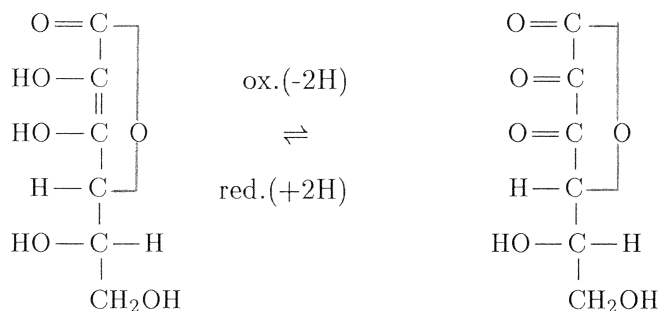 O=C O=C
HO—C ox.(-2H) O=C
HO—C O ⇌ O=C O
H—C red.(+2H) H—C
HO—C—H HO—C—H
CH₂OH CH₂OH